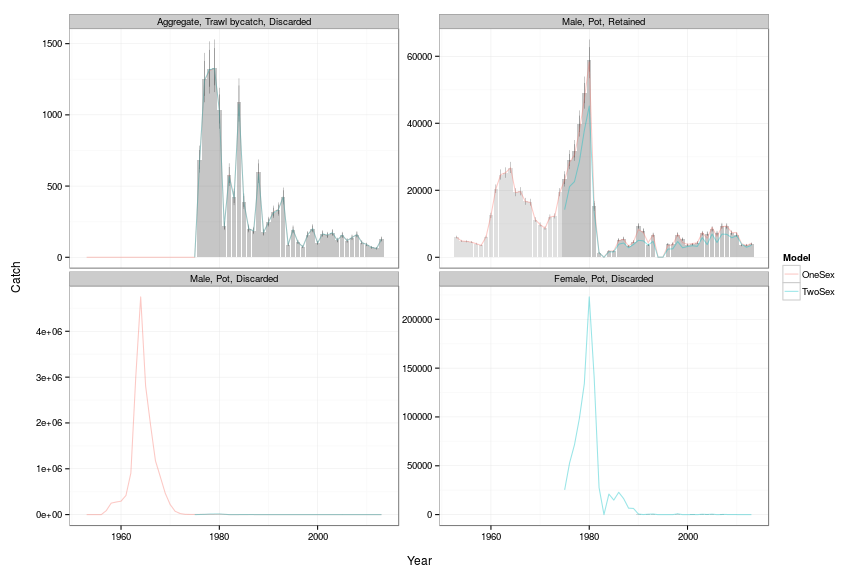 Aggregate, Trawl bycatch, Discarded
Male, Pot, Retained
1500
1000
500
0
60000
40000
20000
0
Male, Pot, Discarded
Female, Pot, Discarded
4e+06
3e+06
2e+06
1e+06
0e+00
200000
150000
100000
50000
0
1960
1980
2000
1960
1980
2000
Catch
Year
Model
OneSex
TwoSex